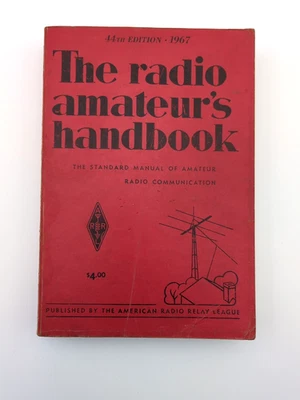 44TH EDITION - 1967
The radio
amateur's
handbook
THE STANDARD MANUAL OF AMATEUR
RADIO COMMUNICATION
$4.00
PUBLISHED BY THE AMERICAN RADIO RELAY LEAGUE